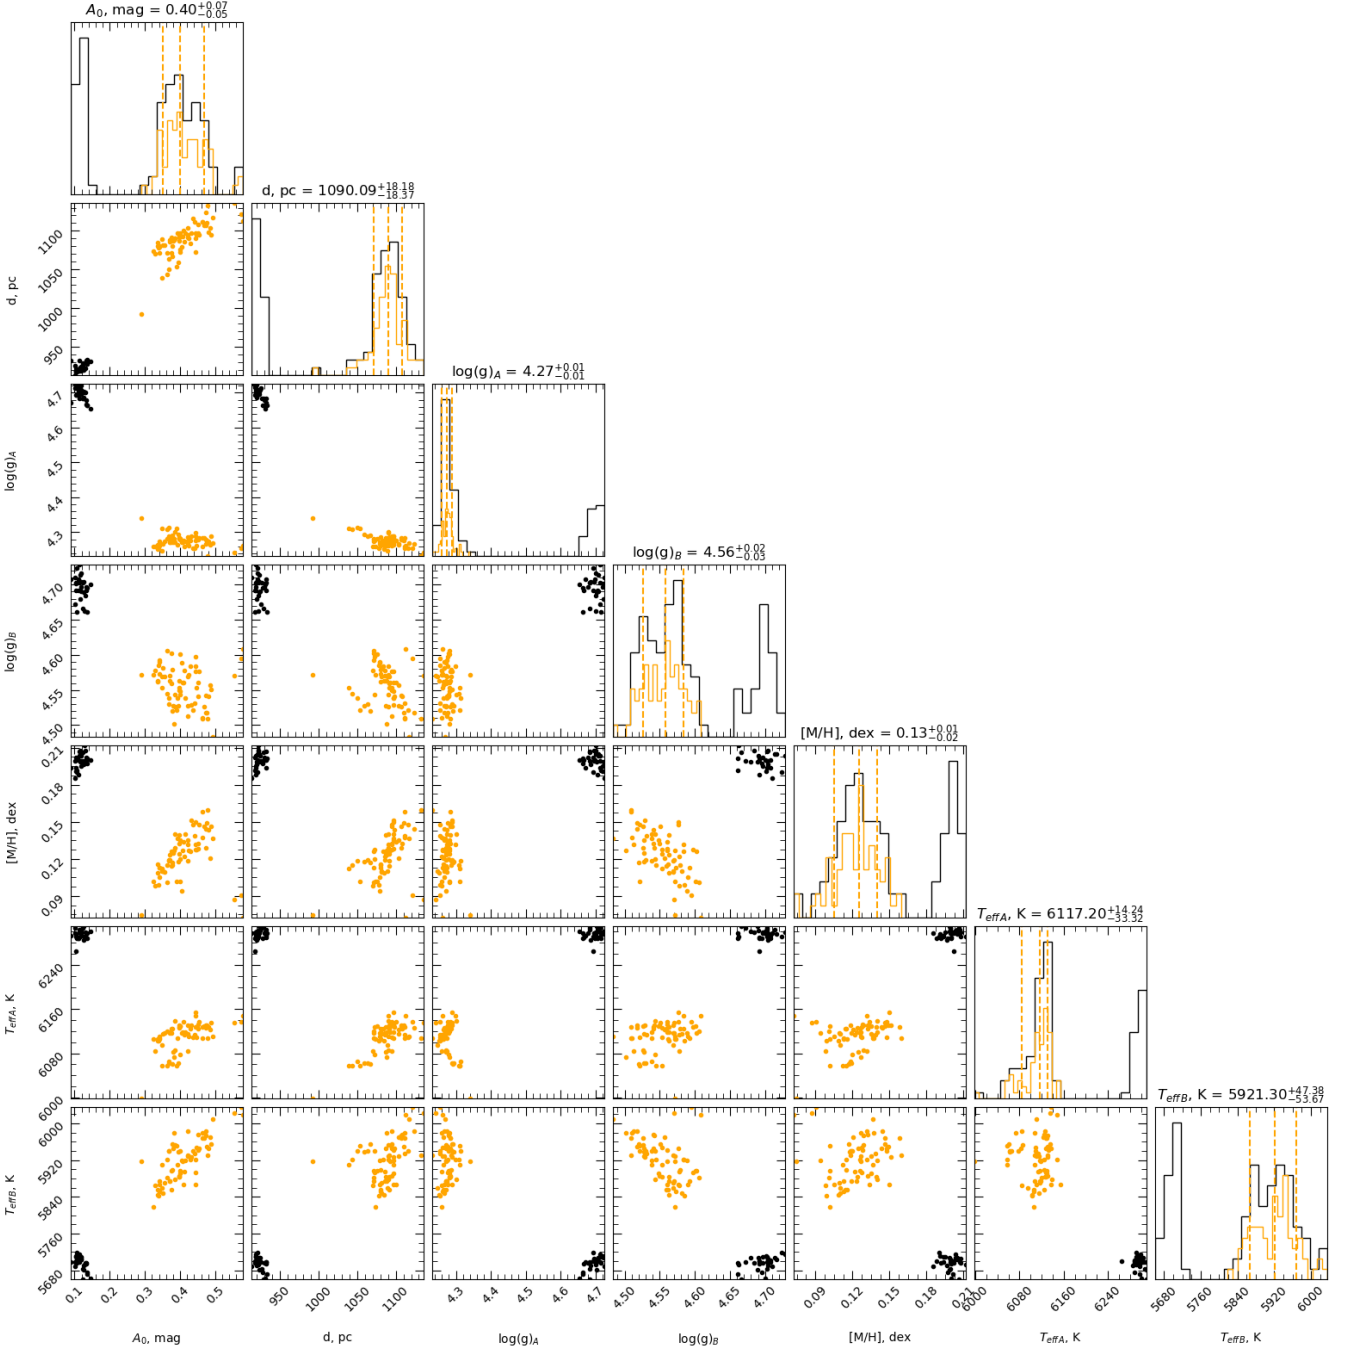 A₀, mag = 0.40 +0.07 −0.05
d, pc = 1090.09 +18.18 −18.37
1100
1050
1000
950
d, pc
log(g)A = 4.27 +0.01 −0.01
4.7
4.6
4.5
4.4
4.3
log(g)A
log(g)B = 4.56 +0.02 −0.03
4.70
4.65
4.60
4.55
4.50
log(g)B
[M/H], dex = 0.13 +0.01 −0.02
0.21
0.18
0.15
0.12
0.09
[M/H], dex
TeffA, K = 6117.20 +14.24 −33.32
6240
6160
6080
6000
TeffA, K
TeffB, K = 5921.30 +47.38 −53.67
6000
5920
5840
5760
5680
TeffB, K
0.1 0.2 0.3 0.4 0.5
950 1000 1050 1100
4.3 4.4 4.5 4.6 4.7
4.50 4.55 4.60 4.65 4.70
0.09 0.12 0.15 0.18 0.21
6000 6080 6160 6240
5680 5760 5840 5920 6000
A₀, mag
d, pc
log(g)A
log(g)B
[M/H], dex
TeffA, K
TeffB, K